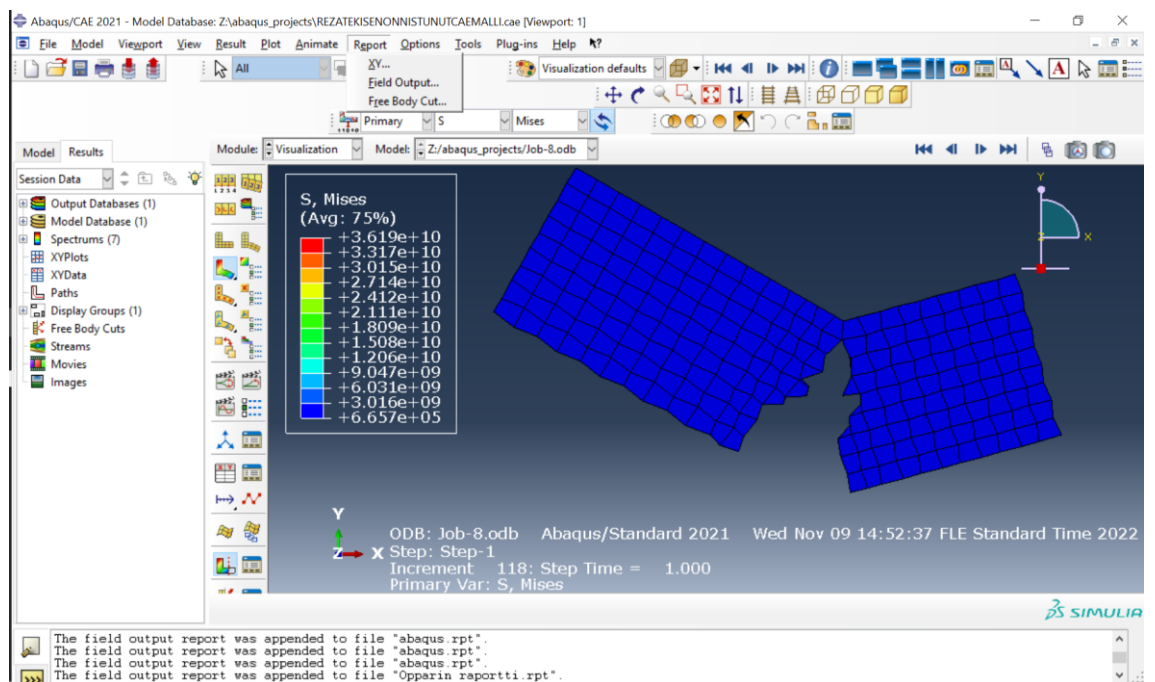 Abaqus/CAE 2021 - Model Database: Z:\abaqus_projects\REZATEKISENONNISTUNUTCAEMALLI.cae [Viewport: 1]
File Model Viewport View Result Plot Animate Report Options Tools Plug-ins Help
All
XY...
Field Output...
Free Body Cut...
Visualization defaults
Primary S Mises
Model Results
Module: Visualization Model: Z:/abaqus_projects/Job-8.odb
Session Data
Output Databases (1)
Model Database (1)
Spectrums (7)
XYPlots
XYData
Paths
Display Groups (1)
Free Body Cuts
Streams
Movies
Images
S, Mises
(Avg: 75%)
+3.619e+10
+3.317e+10
+3.015e+10
+2.714e+10
+2.412e+10
+2.111e+10
+1.809e+10
+1.508e+10
+1.206e+10
+9.047e+09
+6.031e+09
+3.016e+09
+6.657e+05
Y
Z
X
Y
Z
X
ODB: Job-8.odb Abaqus/Standard 2021 Wed Nov 09 14:52:37 FLE Standard Time 2022
Step: Step-1
Increment 118: Step Time = 1.000
Primary Var: S, Mises
SIMULIA
The field output report was appended to file "abaqus.rpt".
The field output report was appended to file "abaqus.rpt".
The field output report was appended to file "abaqus.rpt".
The field output report was appended to file "Opparin raportti.rpt".